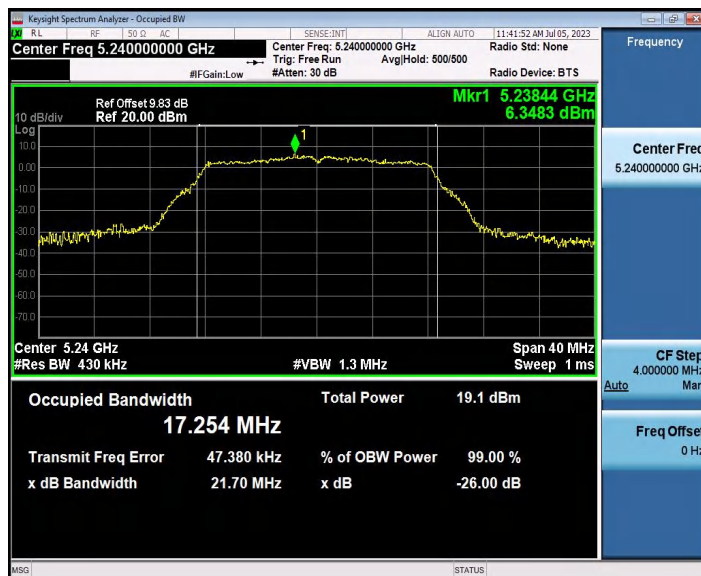 Keysight Spectrum Analyzer - Occupied BW
LXI RL RF 50 Ω AC SENSE:INT ALIGN AUTO 11:41:52 AM Jul 05, 2023
Center Freq 5.240000000 GHz
Center Freq: 5.240000000 GHz
Radio Std: None
Trig: Free Run Avg|Hold: 500/500
#IFGain:Low
#Atten: 30 dB
Radio Device: BTS
Frequency
Ref Offset 9.83 dB
10 dB/div Ref 20.00 dBm
Mkr1 5.23844 GHz
6.3483 dBm
Log
1
10.0
0.00
-10.0
-20.0
-30.0
-40.0
-50.0
-60.0
-70.0
Center 5.24 GHz Span 40 MHz
#Res BW 430 kHz #VBW 1.3 MHz Sweep 1 ms
Occupied Bandwidth Total Power 19.1 dBm
17.254 MHz
Transmit Freq Error 47.380 kHz % of OBW Power 99.00 %
x dB Bandwidth 21.70 MHz x dB -26.00 dB
Center Freq
5.240000000 GHz
CF Step
4.000000 MHz
Auto Man
Freq Offset
0 Hz
MSG STATUS